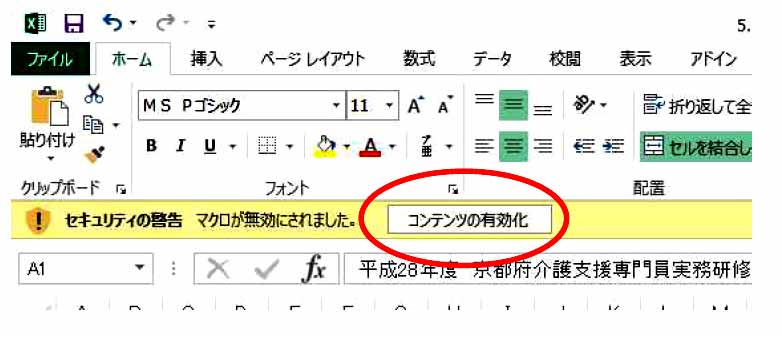 5.
ファイル ホーム 挿入 ページ レイアウト 数式 データ 校閲 表示 アドイン
MS Pゴシック 11 A A 折り返して全
貼り付け B I U A セルを結合し
クリップボード フォント 配置
セキュリティの警告 マクロが無効にされました。 コンテンツの有効化
A1 fx 平成28年度 京都府介護支援専門員実務研修